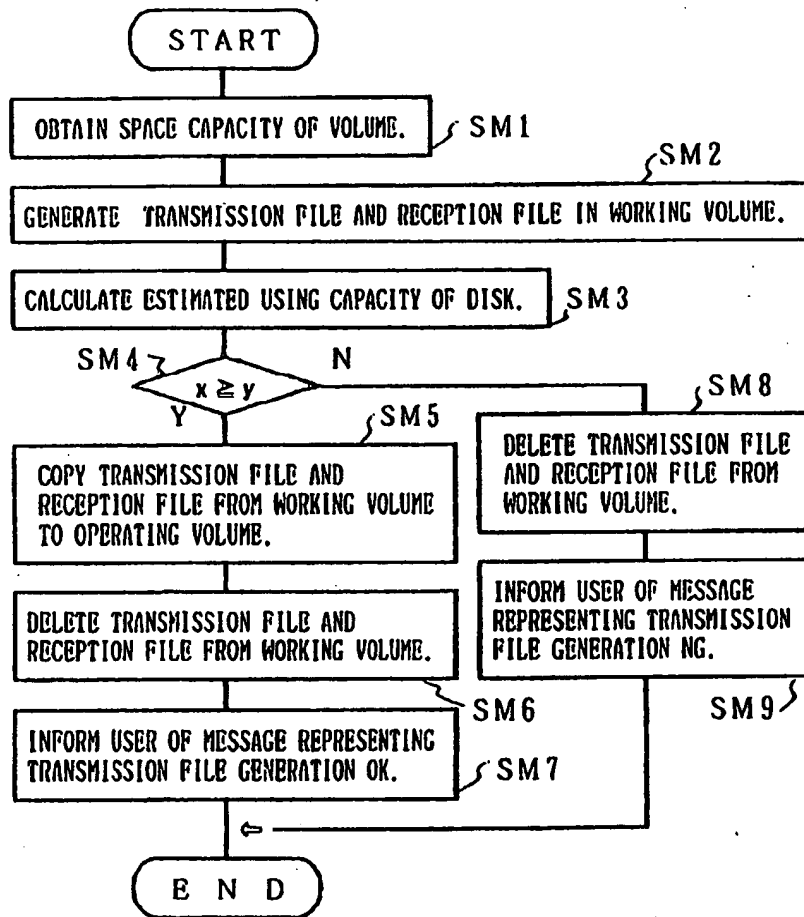 START
OBTAIN SPACE CAPACITY OF VOLUME.
SM1
SM2
GENERATE TRANSMISSION FILE AND RECEPTION FILE IN WORKING VOLUME.
CALCULATE ESTIMATED USING CAPACITY OF DISK.
SM3
SM4
N
x ≧ y
Y
SM5
COPY TRANSMISSION FILE AND
RECEPTION FILE FROM WORKING VOLUME
TO OPERATING VOLUME.
SM8
DELETE TRANSMISSION FILE
AND RECEPTION FILE FROM
WORKING VOLUME.
DELETE TRANSMISSION FILE AND
RECEPTION FILE FROM WORKING VOLUME.
SM6
INFORM USER OF MESSAGE
REPRESENTING TRANSMISSION
FILE GENERATION NG.
SM9
INFORM USER OF MESSAGE REPRESENTING
TRANSMISSION FILE GENERATION OK.
SM7
END